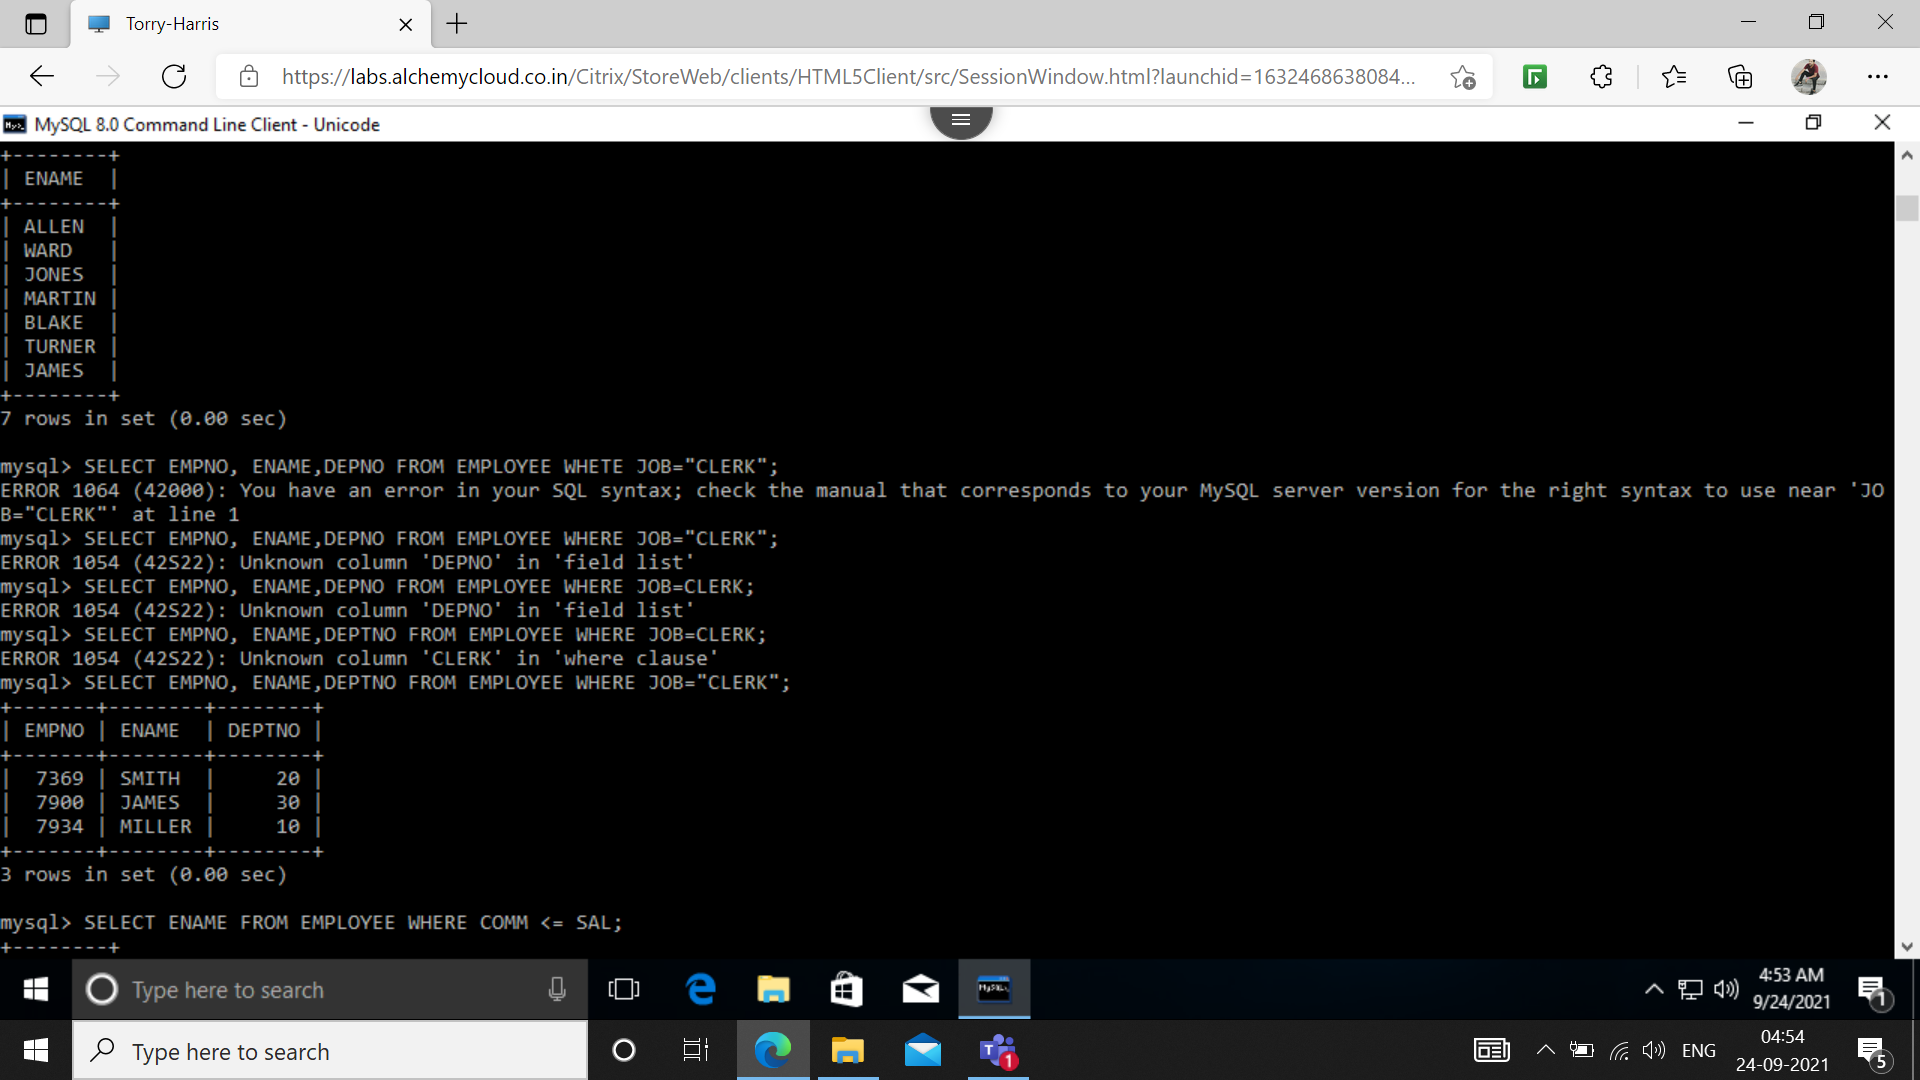 Torry-Harris
https://labs.alchemycloud.co.in/Citrix/StoreWeb/clients/HTML5Client/src/SessionWindow.html?launchid=1632468638084...
MySQL 8.0 Command Line Client - Unicode
+--------+
| ENAME  |
+--------+
| ALLEN  |
| WARD   |
| JONES  |
| MARTIN |
| BLAKE  |
| TURNER |
| JAMES  |
+--------+
7 rows in set (0.00 sec)
mysql> SELECT EMPNO, ENAME,DEPNO FROM EMPLOYEE WHETE JOB="CLERK";
ERROR 1064 (42000): You have an error in your SQL syntax; check the manual that corresponds to your MySQL server version for the right syntax to use near 'JO
B="CLERK"' at line 1
mysql> SELECT EMPNO, ENAME,DEPNO FROM EMPLOYEE WHERE JOB="CLERK";
ERROR 1054 (42S22): Unknown column 'DEPNO' in 'field list'
mysql> SELECT EMPNO, ENAME,DEPNO FROM EMPLOYEE WHERE JOB=CLERK;
ERROR 1054 (42S22): Unknown column 'DEPNO' in 'field list'
mysql> SELECT EMPNO, ENAME,DEPTNO FROM EMPLOYEE WHERE JOB=CLERK;
ERROR 1054 (42S22): Unknown column 'CLERK' in 'where clause'
mysql> SELECT EMPNO, ENAME,DEPTNO FROM EMPLOYEE WHERE JOB="CLERK";
+-------+--------+--------+
| EMPNO | ENAME  | DEPTNO |
+-------+--------+--------+
|  7369 | SMITH  |     20 |
|  7900 | JAMES  |     30 |
|  7934 | MILLER |     10 |
+-------+--------+--------+
3 rows in set (0.00 sec)
mysql> SELECT ENAME FROM EMPLOYEE WHERE COMM <= SAL;
+--------+
Type here to search
4:53 AM
9/24/2021
1
Type here to search
1
ENG
04:54
24-09-2021
5